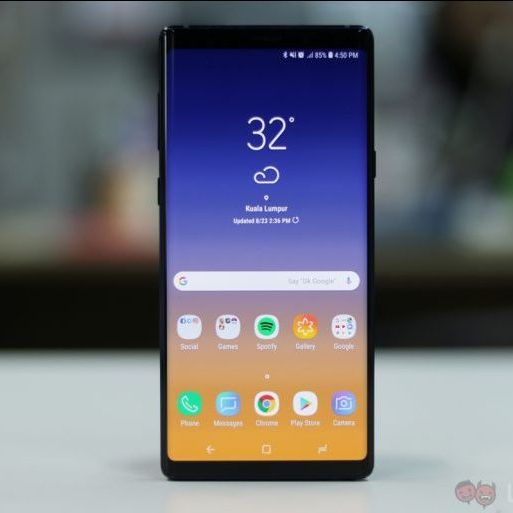 85% 4:50 PM
32°
Kuala Lumpur
Updated 8/23 2:36 PM
G Say "Ok Google"
Social Games Spotify Gallery Google
Phone Messages Chrome Play Store Camera